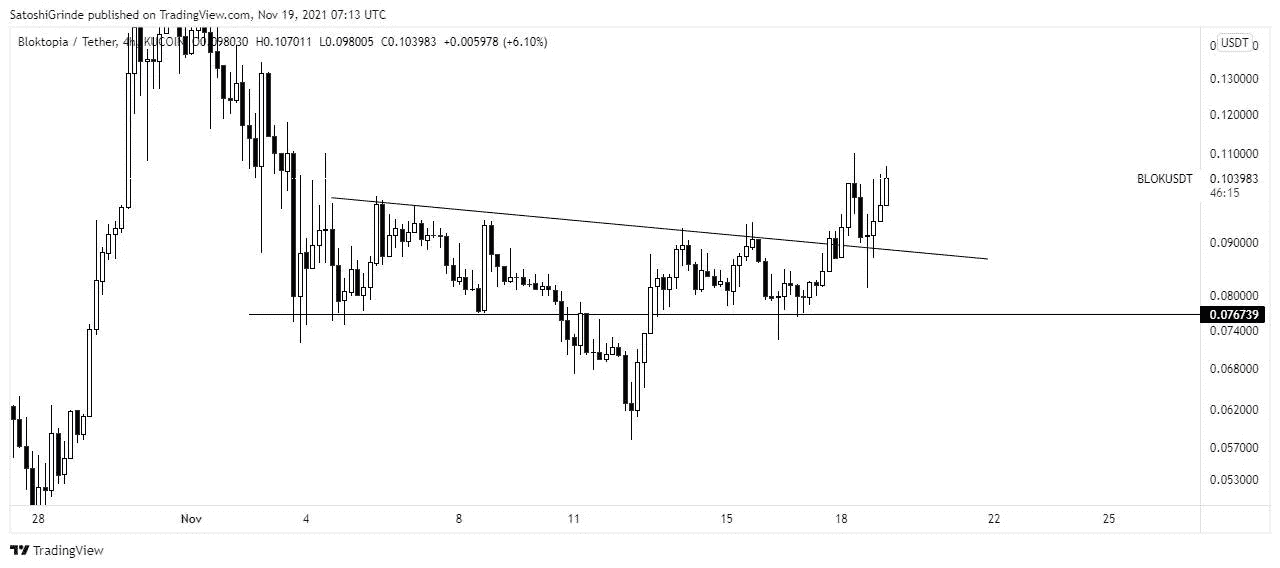 SatoshiGrinde published on TradingView.com, Nov 19, 2021 07:13 UTC
Bloktopia / Tether, 4h, KUCOIN O0.098030 H0.107011 L0.098005 C0.103983 +0.005978 (+6.10%)
USDT
0.130000
0.120000
0.110000
BLOKUSDT 0.103983
46:15
0.090000
0.080000
0.076739
0.074000
0.068000
0.062000
0.057000
0.053000
28 Nov 4 8 11 15 18 22 25
TradingView